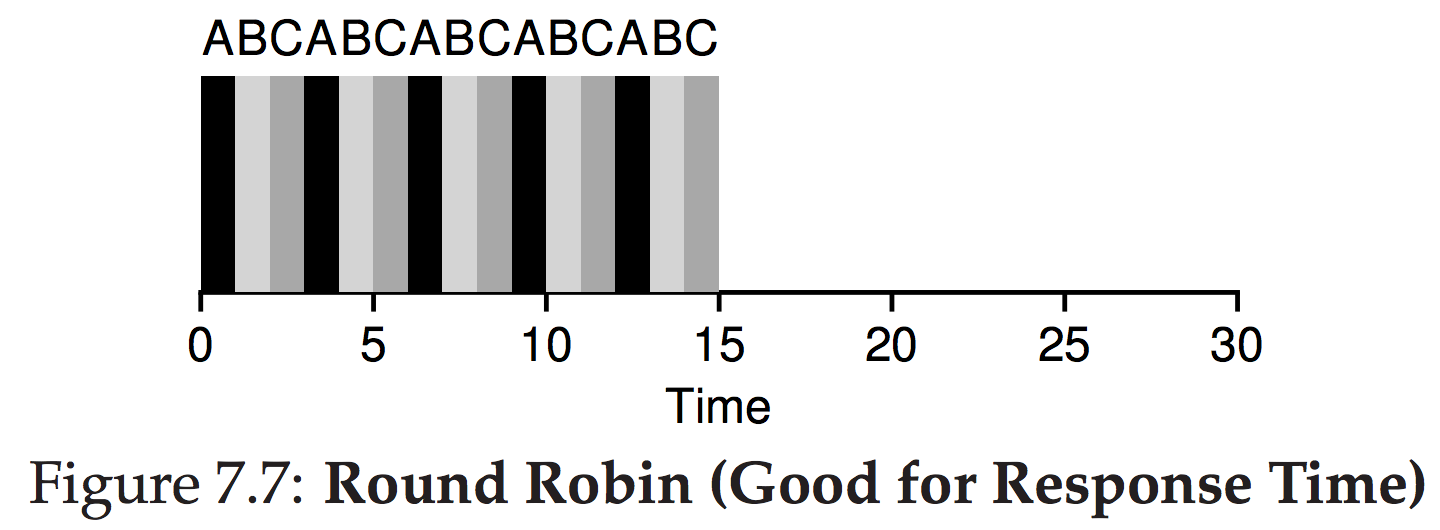 ABCABCABCABCABC
0 5 10 15 20 25 30
Time
Figure 7.7: Round Robin (Good for Response Time)